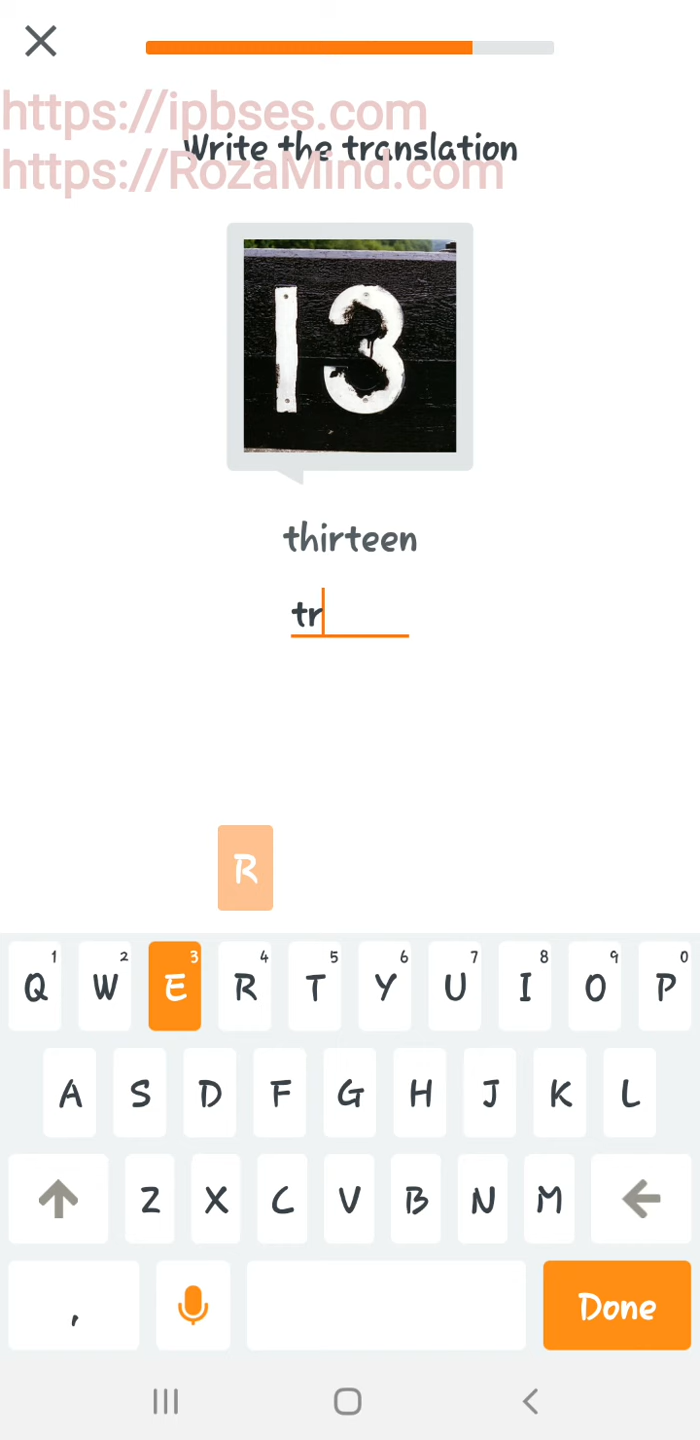 https://ipbses.com
Write the translation
https://RozaMind.com
13
thirteen
tr
R
1 2 3 4 5 6 7 8 9 0
Q W E R T Y U I O P
A S D F G H J K L
Z X C V B N M
, Done